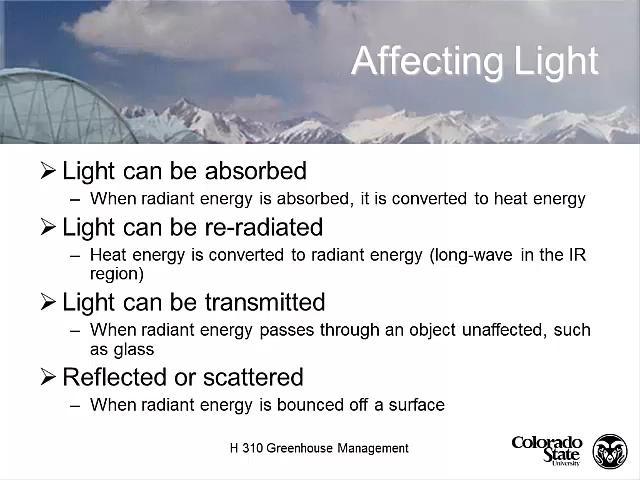 Affecting Light
➢ Light can be absorbed
– When radiant energy is absorbed, it is converted to heat energy
➢ Light can be re-radiated
– Heat energy is converted to radiant energy (long-wave in the IR
region)
➢ Light can be transmitted
– When radiant energy passes through an object unaffected, such
as glass
➢ Reflected or scattered
– When radiant energy is bounced off a surface
H 310 Greenhouse Management
Colorado
State
University